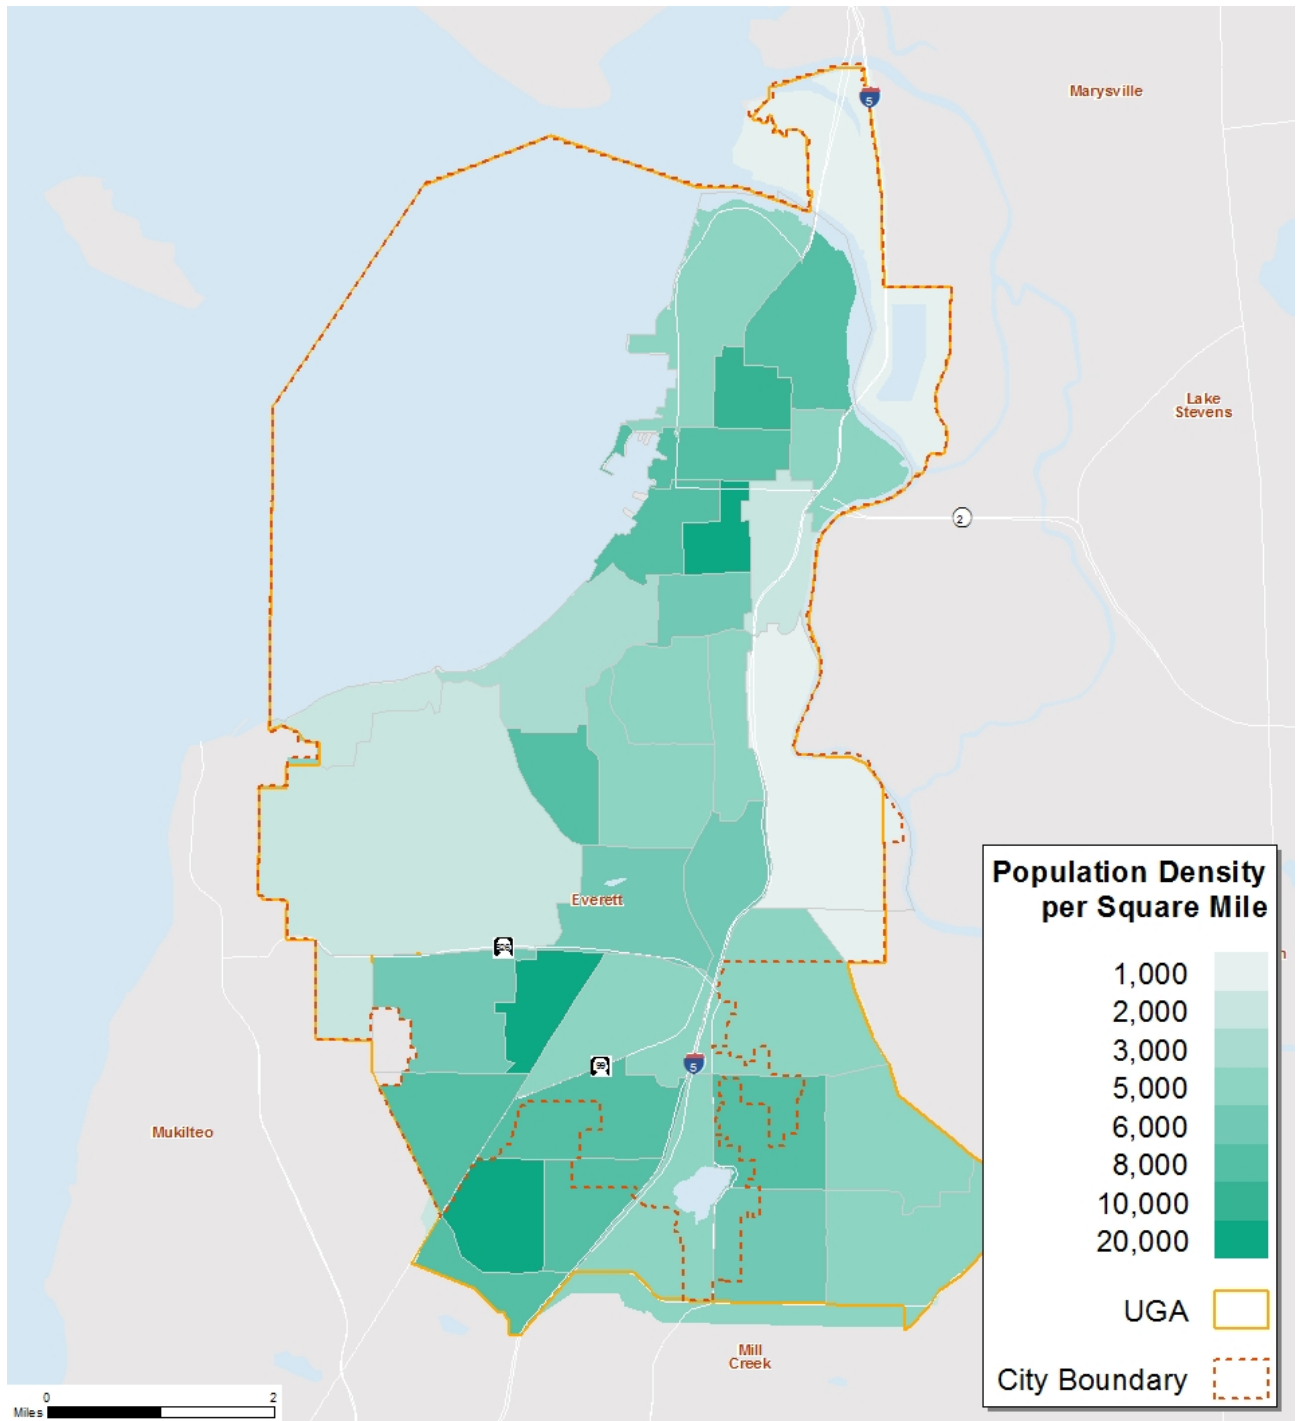 5
Marysville
Lake
Stevens
2
Everett
99
5
Mukilteo
Mill
Creek
Population Density
per Square Mile
1,000
2,000
3,000
5,000
6,000
8,000
10,000
20,000
UGA
City Boundary
0 2
Miles